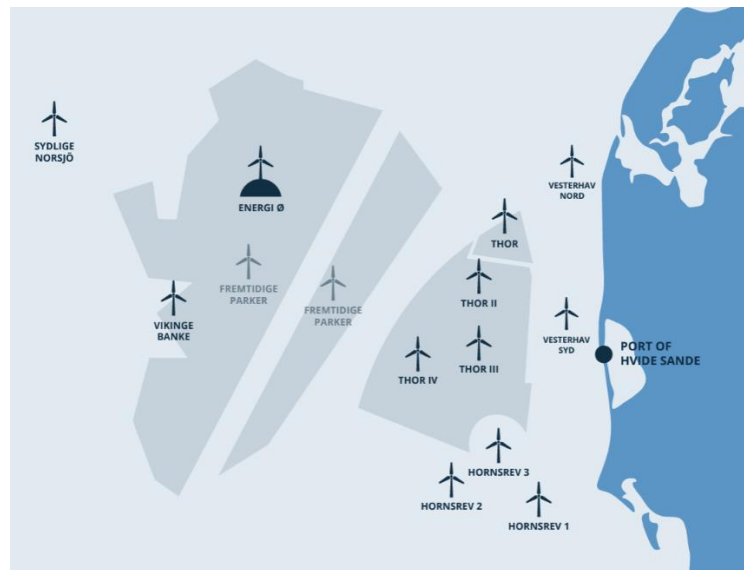 SYDLIGE
NORSJÖ
ENERGI Ø
VESTERHAV
NORD
THOR
FREMTIDIGE
PARKER
FREMTIDIGE
PARKER
THOR II
VIKINGE
BANKE
VESTERHAV
SYD
PORT OF
HVIDE SANDE
THOR III
THOR IV
HORNSREV 3
HORNSREV 2
HORNSREV 1